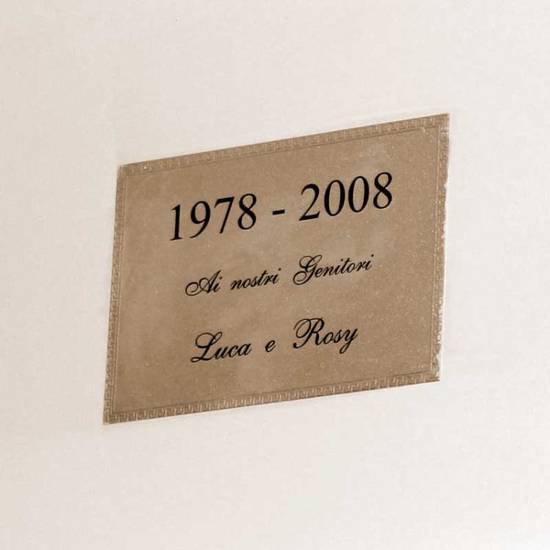 1978 - 2008
Ai nostri Genitori
Luca e Rosy